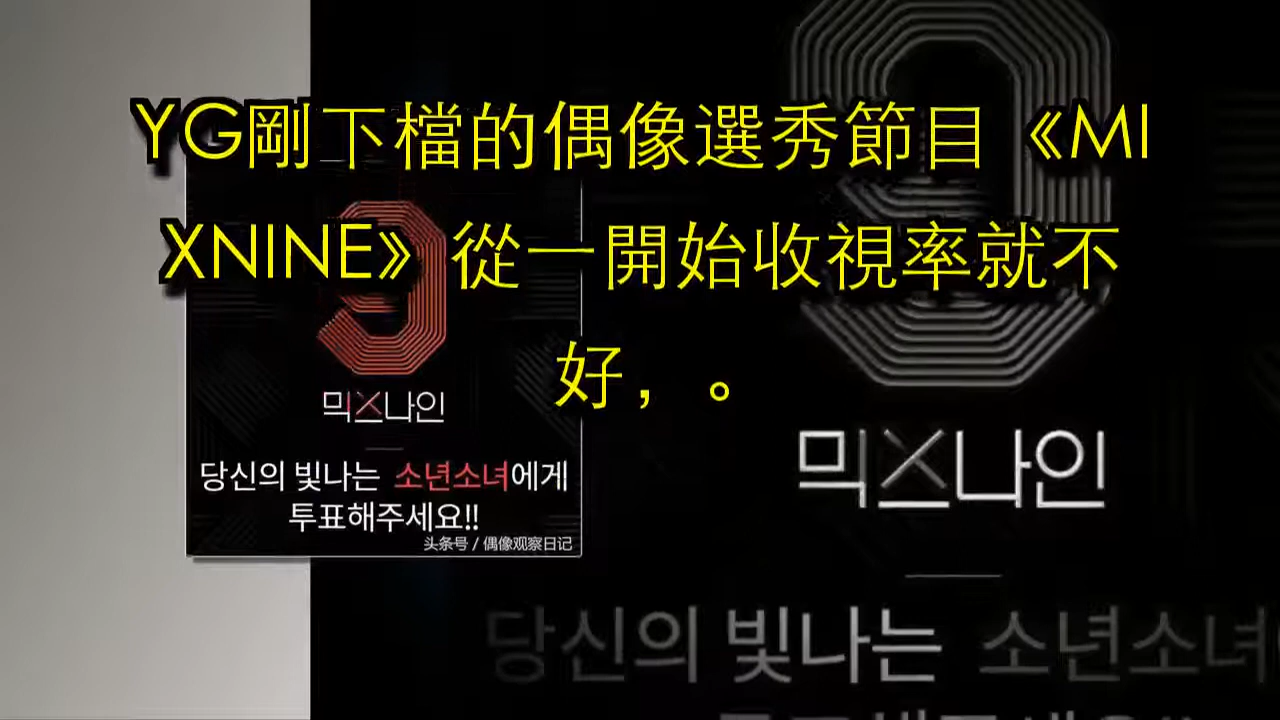 YG剛下檔的偶像選秀節目《MI
XNINE》從一開始收視率就不
好，。
믹스나인
당신의 빛나는 소년소녀에게
투표해주세요!!
头条号 / 偶像观察日记
믹스나인
당신의 빛나는 소년소녀